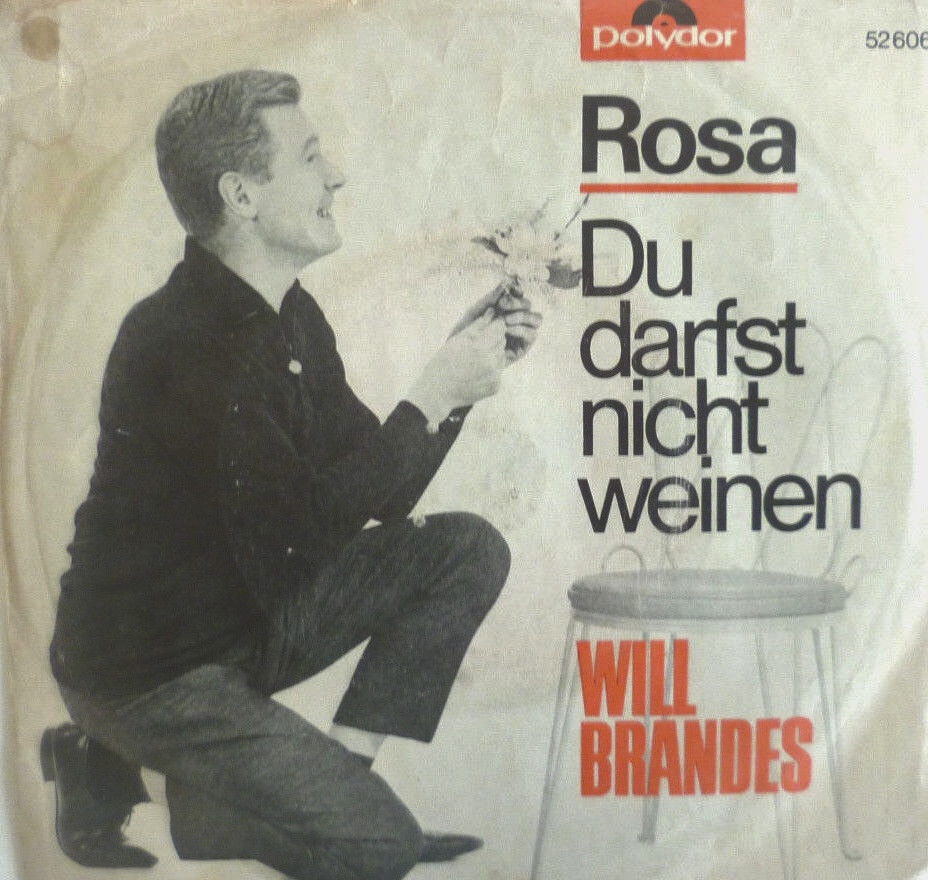 polydor
52606
Rosa
Du
darfst
nicht
weinen
WILL
BRANDES